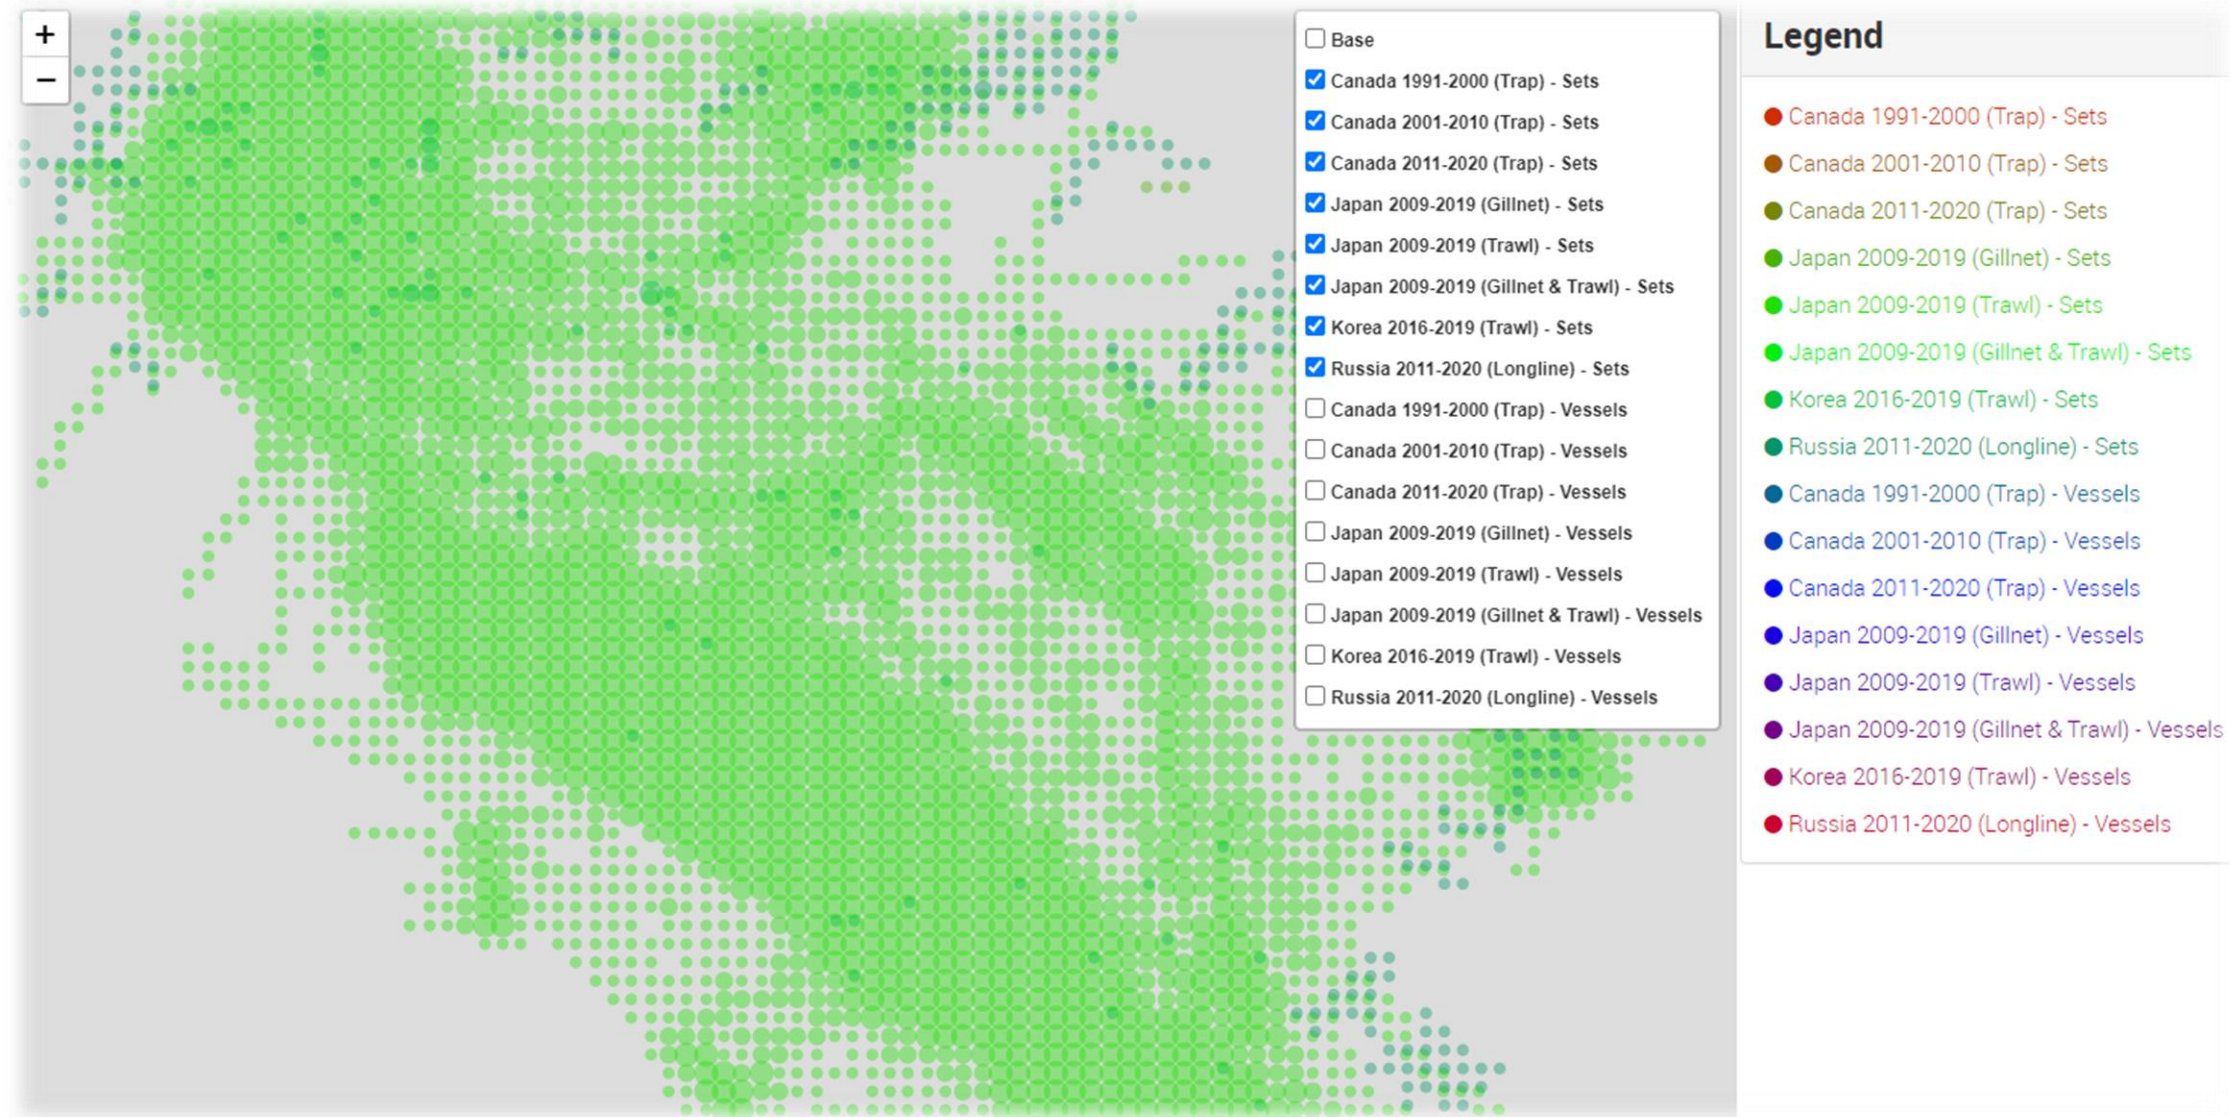 +
−
Base
Canada 1991-2000 (Trap) - Sets
Canada 2001-2010 (Trap) - Sets
Canada 2011-2020 (Trap) - Sets
Japan 2009-2019 (Gillnet) - Sets
Japan 2009-2019 (Trawl) - Sets
Japan 2009-2019 (Gillnet & Trawl) - Sets
Korea 2016-2019 (Trawl) - Sets
Russia 2011-2020 (Longline) - Sets
Canada 1991-2000 (Trap) - Vessels
Canada 2001-2010 (Trap) - Vessels
Canada 2011-2020 (Trap) - Vessels
Japan 2009-2019 (Gillnet) - Vessels
Japan 2009-2019 (Trawl) - Vessels
Japan 2009-2019 (Gillnet & Trawl) - Vessels
Korea 2016-2019 (Trawl) - Vessels
Russia 2011-2020 (Longline) - Vessels
Legend
Canada 1991-2000 (Trap) - Sets
Canada 2001-2010 (Trap) - Sets
Canada 2011-2020 (Trap) - Sets
Japan 2009-2019 (Gillnet) - Sets
Japan 2009-2019 (Trawl) - Sets
Japan 2009-2019 (Gillnet & Trawl) - Sets
Korea 2016-2019 (Trawl) - Sets
Russia 2011-2020 (Longline) - Sets
Canada 1991-2000 (Trap) - Vessels
Canada 2001-2010 (Trap) - Vessels
Canada 2011-2020 (Trap) - Vessels
Japan 2009-2019 (Gillnet) - Vessels
Japan 2009-2019 (Trawl) - Vessels
Japan 2009-2019 (Gillnet & Trawl) - Vessels
Korea 2016-2019 (Trawl) - Vessels
Russia 2011-2020 (Longline) - Vessels